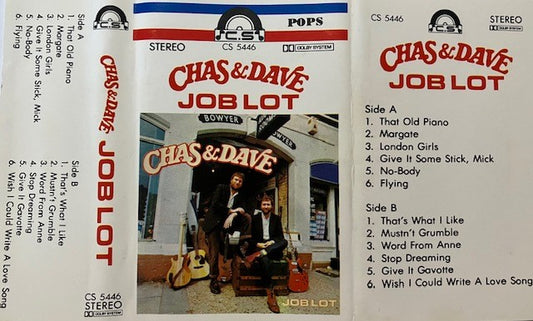 Side A
1. That Old Piano
2. Margate
3. London Girls
4. Give It Some Stick, Mick
5. No-Body
6. Flying
Side B
1. That's What I Like
2. Mustn't Grumble
3. Word From Anne
4. Stop Dreaming
5. Give It Gavotte
6. Wish I Could Write A Love Song
CHAS & DAVE JOB LOT
CS 5446
STEREO
DOLBY SYSTEM
C.S
POPS
STEREO
CS 5446
DOLBY SYSTEM
CHAS & DAVE
JOB LOT
BOWYER
BOWYER
CHAS & DAVE
JOB LOT
CS 5446
C.S
STEREO
DOLBY SYSTEM
CHAS & DAVE
JOB LOT
Side A
1. That Old Piano
2. Margate
3. London Girls
4. Give It Some Stick, Mick
5. No-Body
6. Flying
Side B
1. That's What I Like
2. Mustn't Grumble
3. Word From Anne
4. Stop Dreaming
5. Give It Gavotte
6. Wish I Could Write A Love Song